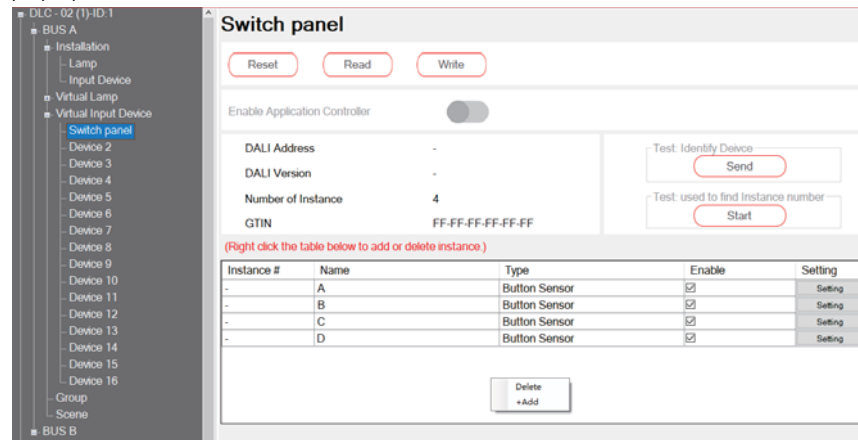 DLC - 02 (1)-ID:1
BUS A
Installation
Lamp
Input Device
Virtual Lamp
Virtual Input Device
Switch panel
Device 2
Device 3
Device 4
Device 5
Device 6
Device 7
Device 8
Device 9
Device 10
Device 11
Device 12
Device 13
Device 14
Device 15
Device 16
Group
Scene
BUS B
Switch panel
Reset Read Write
Enable Application Controller
DALI Address -
DALI Version -
Number of Instance 4
GTIN FF-FF-FF-FF-FF-FF
Test: Identify Deivce
Send
Test: used to find Instance number
Start
(Right click the table below to add or delete instance.)
Instance # Name Type Enable Setting
- A Button Sensor Setting
- B Button Sensor Setting
- C Button Sensor Setting
- D Button Sensor Setting
Delete
+Add